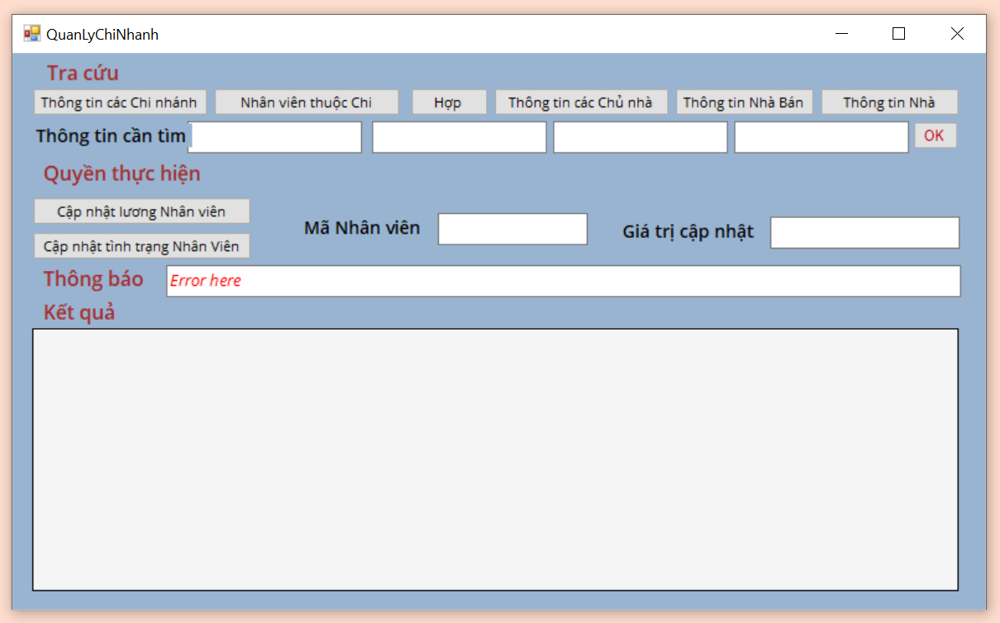 QuanLyChiNhanh
Tra cứu
Thông tin các Chi nhánh Nhân viên thuộc Chi Hợp Thông tin các Chủ nhà Thông tin Nhà Bán Thông tin Nhà
Thông tin cần tìm OK
Quyền thực hiện
Cập nhật lương Nhân viên
Mã Nhân viên Giá trị cập nhật
Cập nhật tình trạng Nhân Viên
Thông báo Error here
Kết quả